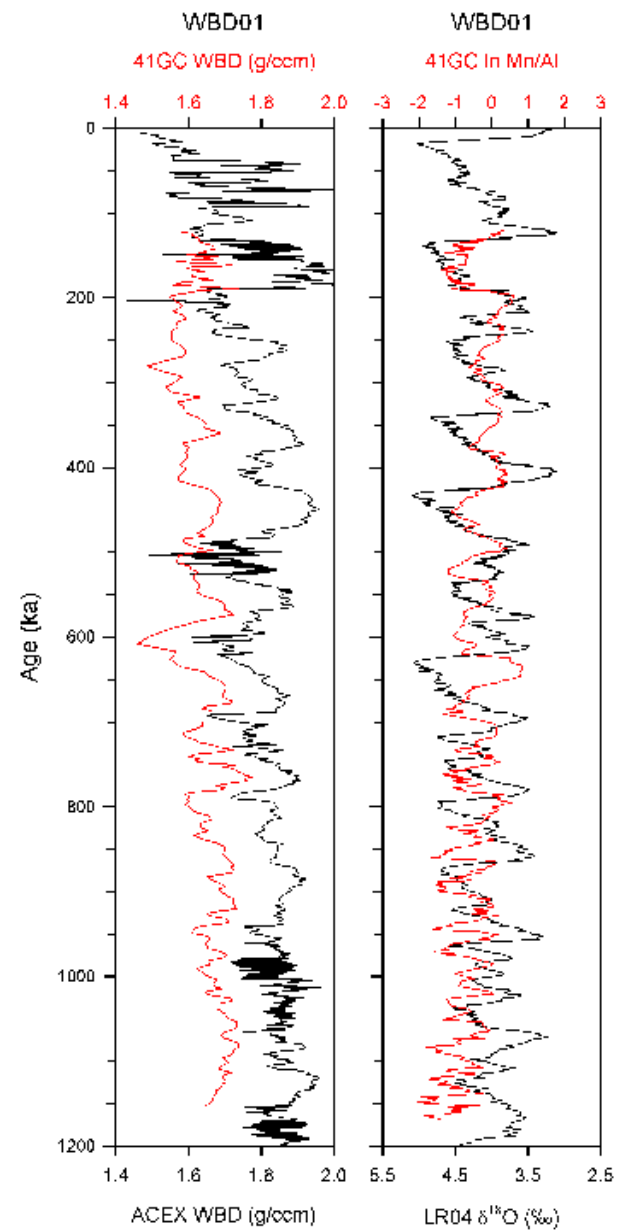 WBD01 WBD01
41GC WBD (g/ccm) 41GC ln Mn/Al
1.4 1.6 1.8 2.0 -3 -2 -1 0 1 2 3
0
200
400
600
800
1000
1200
Age (ka)
1.4 1.6 1.8 2.0 5.5 4.5 3.5 2.5
ACEX WBD (g/ccm) LR04 δ¹⁸O (‰)